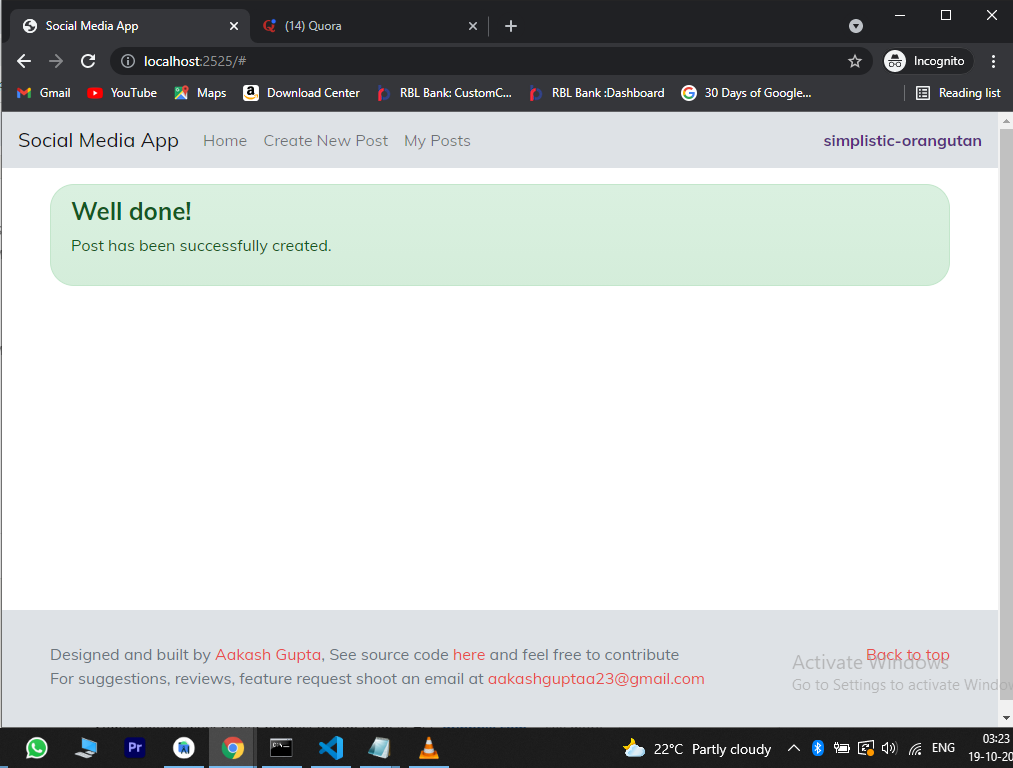 Social Media App
(14) Quora
localhost:2525/#
Incognito
Gmail
YouTube
Maps
Download Center
RBL Bank: CustomC...
RBL Bank :Dashboard
30 Days of Google...
Reading list
Social Media App
Home
Create New Post
My Posts
simplistic-orangutan
Well done!
Post has been successfully created.
Designed and built by Aakash Gupta, See source code here and feel free to contribute
Back to top
For suggestions, reviews, feature request shoot an email at aakashguptaa23@gmail.com
Activate Windows
Go to Settings to activate Windo
Pr
22°C Partly cloudy
ENG
03:23
19-10-20